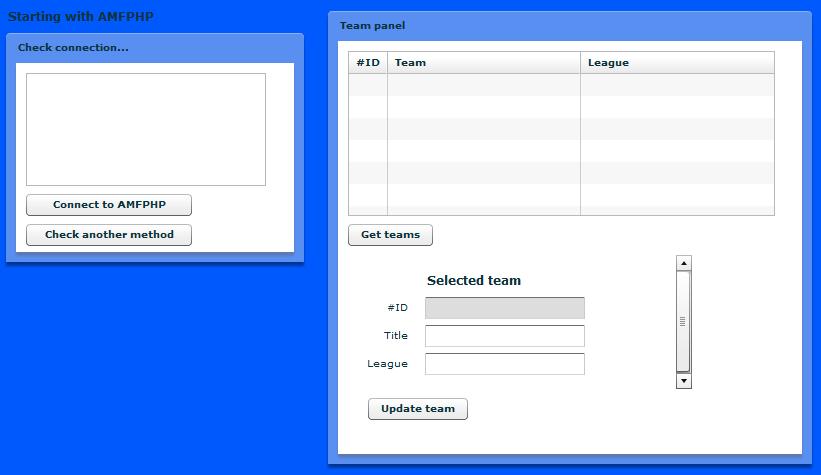 Starting with AMFPHP
Check connection...
Connect to AMFPHP
Check another method
Team panel
#ID Team League
Get teams
Selected team
#ID
Title
League
Update team